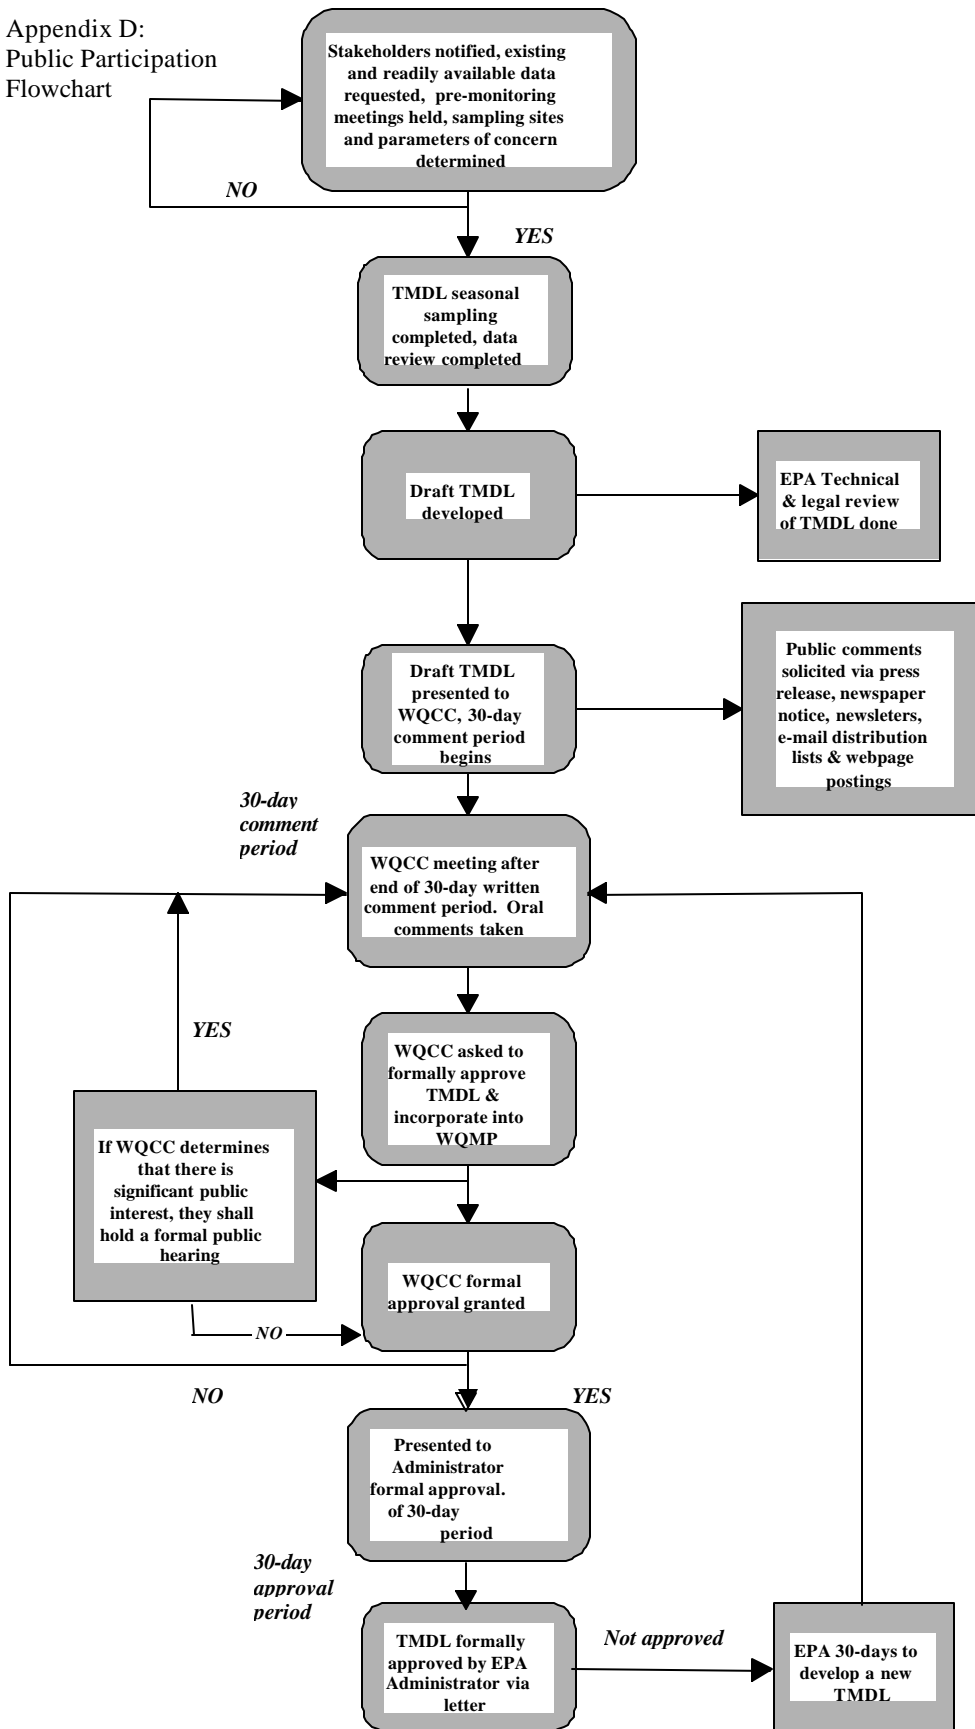 Appendix D:
Public Participation
Flowchart
Stakeholders notified, existing
and readily available data
requested, pre-monitoring
meetings held, sampling sites
and parameters of concern
determined
NO
YES
TMDL seasonal
sampling
completed, data
review completed
Draft TMDL
developed
EPA Technical
& legal review
of TMDL done
Draft TMDL
presented to
WQCC, 30-day
comment period
begins
Public comments
solicited via press
release, newspaper
notice, newsleters,
e-mail distribution
lists & webpage
postings
30-day
comment
period
WQCC meeting after
end of 30-day written
comment period. Oral
comments taken
YES
WQCC asked to
formally approve
TMDL &
incorporate into
WQMP
If WQCC determines
that there is
significant public
interest, they shall
hold a formal public
hearing
WQCC formal
approval granted
NO
NO
YES
Presented to
Administrator
formal approval.
of 30-day
period
30-day
approval
period
TMDL formally
approved by EPA
Administrator via
letter
Not approved
EPA 30-days to
develop a new
TMDL